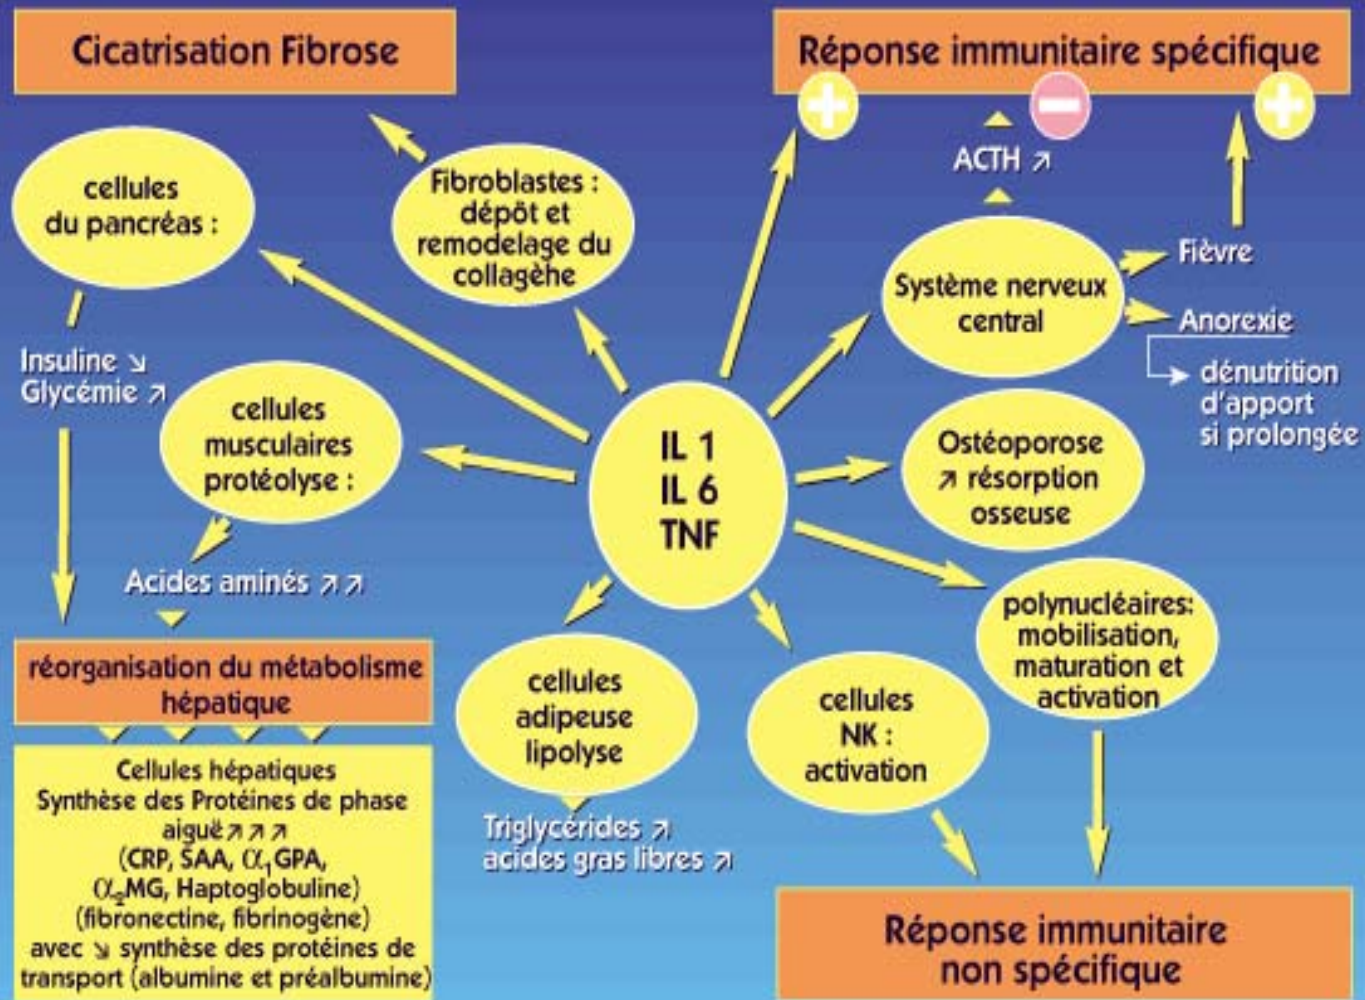 Cicatrisation Fibrose
Réponse immunitaire spécifique
+
−
+
ACTH ↗
cellules
du pancréas :
Fibroblastes :
dépôt et
remodelage du
collagèhe
Système nerveux
central
Fièvre
Anorexie
dénutrition
d'apport
si prolongée
Insuline ↘
Glycémie ↗
cellules
musculaires
protéolyse :
IL 1
IL 6
TNF
Ostéoporose
↗ résorption
osseuse
Acides aminés ↗↗
polynucléaires:
mobilisation,
maturation et
activation
réorganisation du métabolisme
hépatique
cellules
adipeuse
lipolyse
cellules
NK :
activation
Cellules hépatiques
Synthèse des Protéines de phase
aiguë↗↗↗
(CRP, SAA, α₁GPA,
α₂MG, Haptoglobuline)
(fibronectine, fibrinogène)
avec ↘ synthèse des protéines de
transport (albumine et préalbumine)
Triglycérides ↗
acides gras libres ↗
Réponse immunitaire
non spécifique